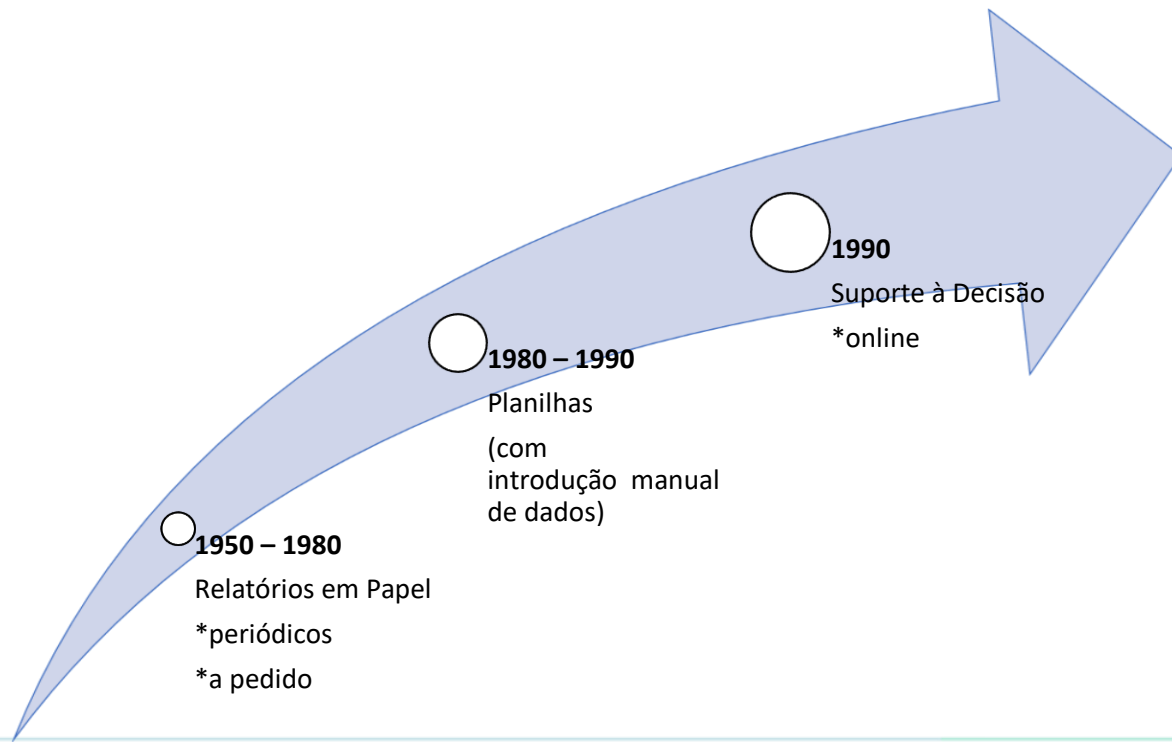 1990
Suporte à Decisão
*online
1980 – 1990
Planilhas
(com
introdução manual
de dados)
1950 – 1980
Relatórios em Papel
*periódicos
*a pedido